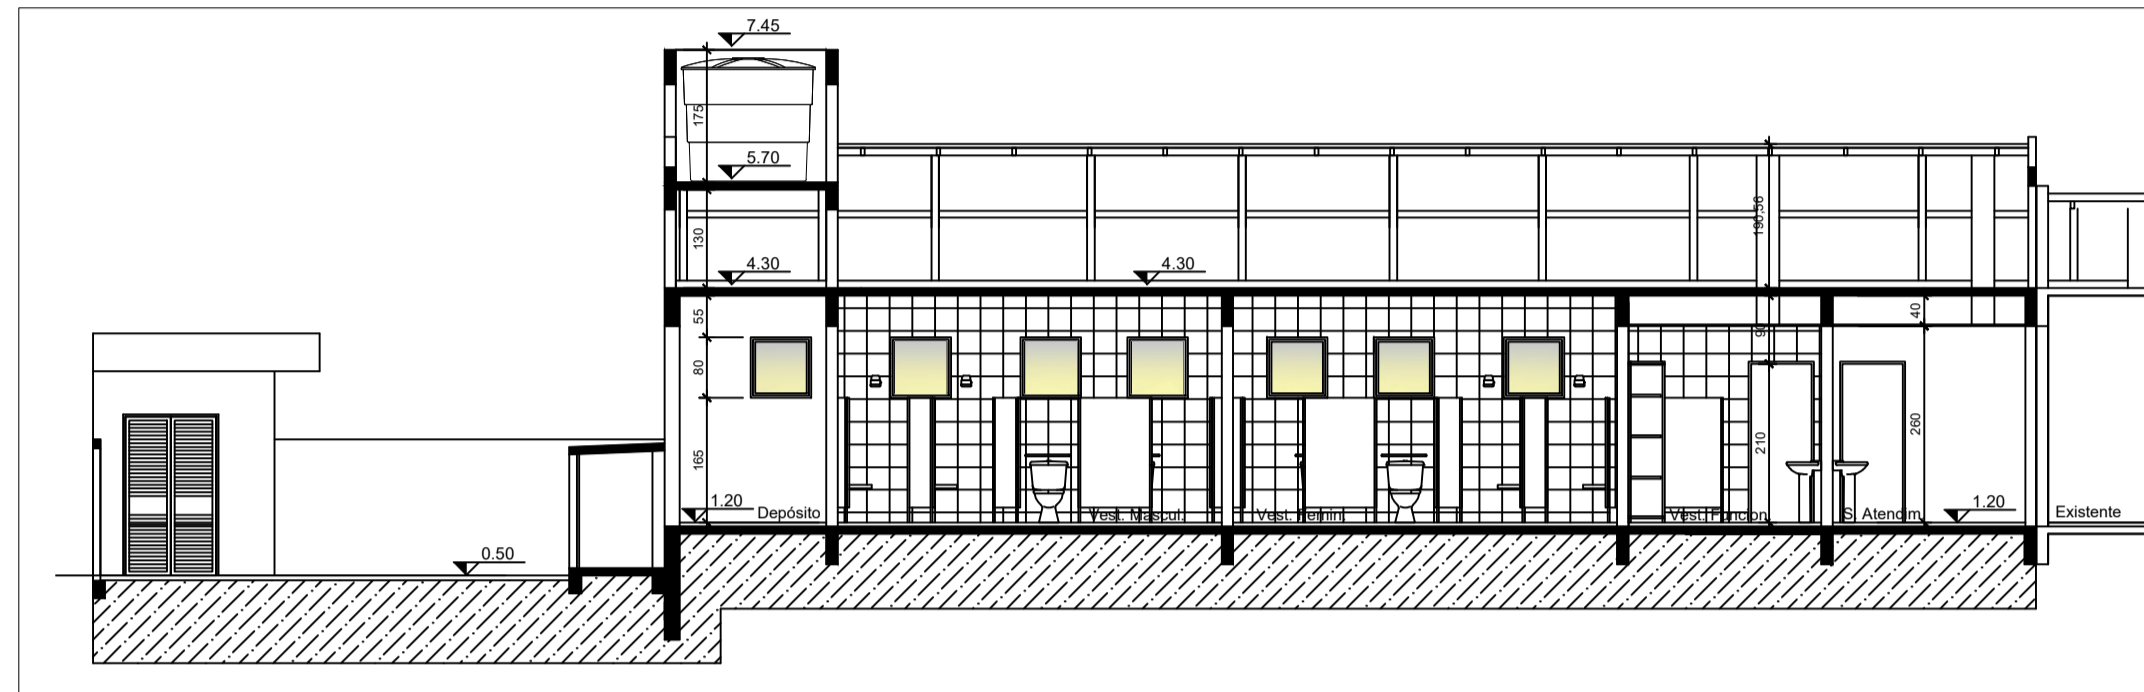 7.45
175
5.70
190,56
130
4.30
4.30
55
90
40
80
165
210
260
1.20
Depósito
Vest. Mascul.
Vest. Femin.
Vest. Funcion.
S. Atendim.
1.20
Existente
0.50